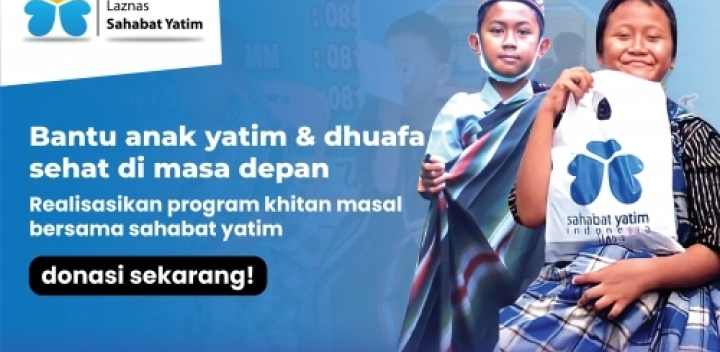 Laznas
Sahabat Yatim
Bantu anak yatim & dhuafa
sehat di masa depan
Realisasikan program khitan masal
bersama sahabat yatim
donasi sekarang!
sahabat yatim
indonesia